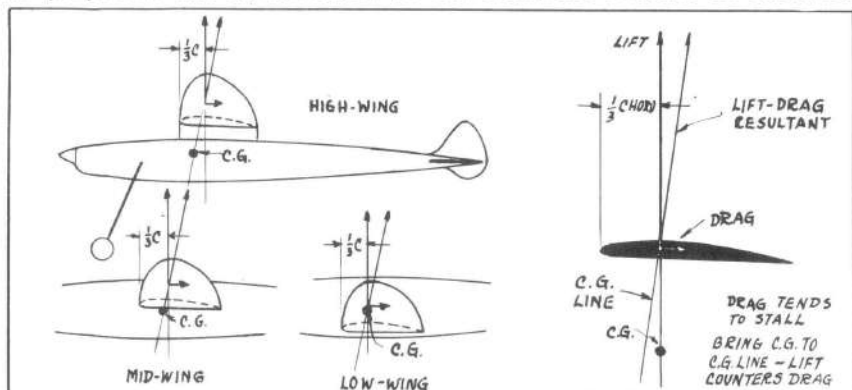 1/3 C
HIGH-WING
C.G.
1/3 C
C.G.
MID-WING
1/3 C
C.G.
LOW-WING
LIFT
1/3 CHORD
LIFT-DRAG
RESULTANT
DRAG
C.G.
LINE
C.G.
DRAG TENDS
TO STALL
BRING C.G. TO
C.G. LINE - LIFT
COUNTERS DRAG